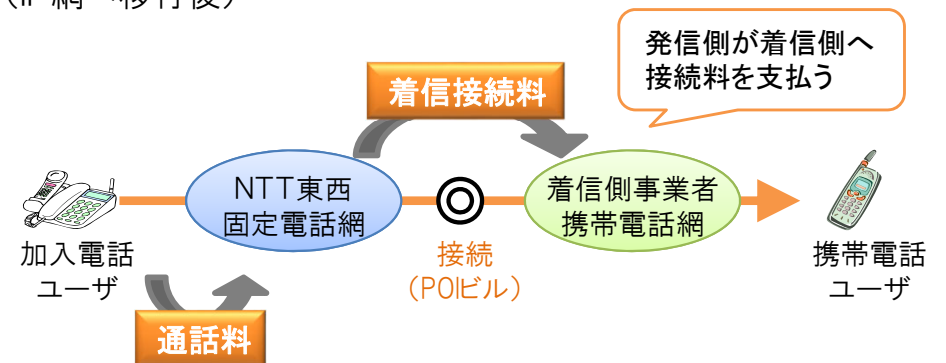 （IP網へ移行後）
発信側が着信側へ
接続料を支払う
着信接続料
NTT東西
固定電話網
着信側事業者
携帯電話網
加入電話
ユーザ
接続
（POIビル）
携帯電話
ユーザ
通話料